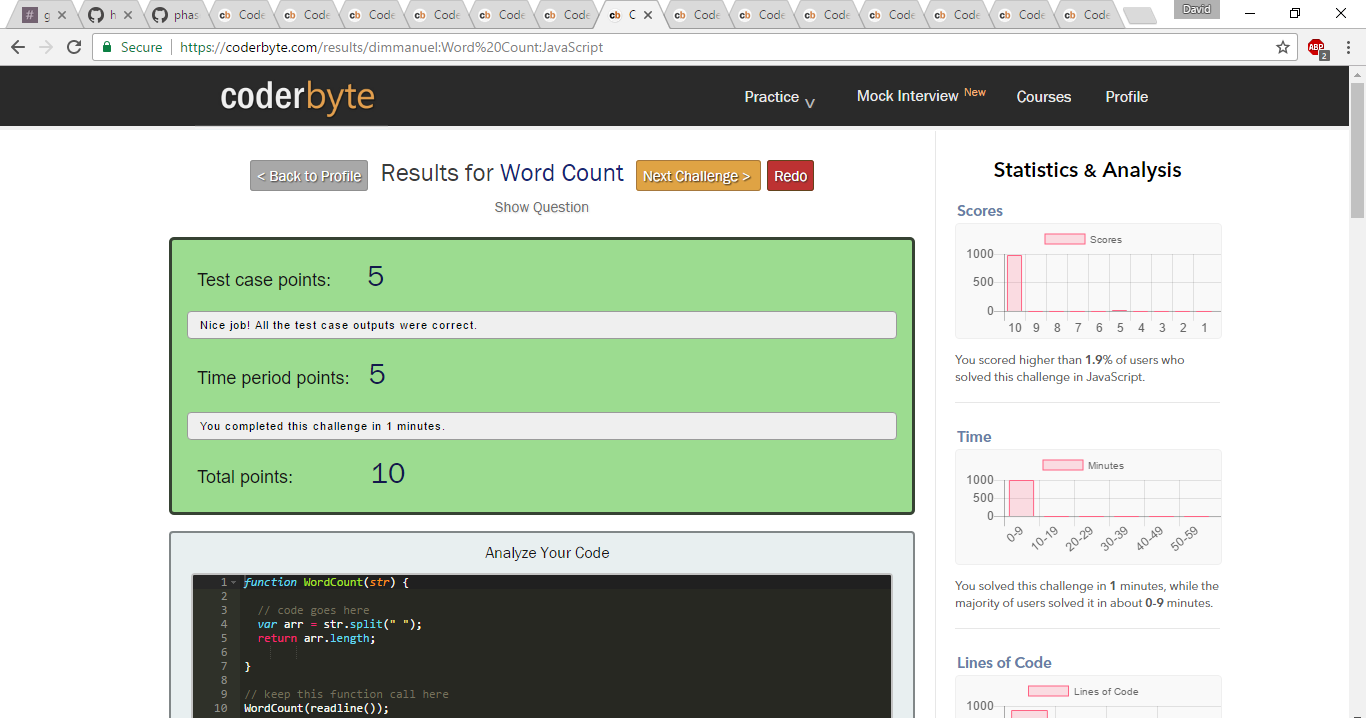 # g
h
phas
cb Code
cb Code
cb Code
cb Code
cb Code
cb Code
cb C
cb Code
cb Code
cb Code
cb Code
cb Code
cb Code
cb Code
David
Secure
https://coderbyte.com/results/dimmanuel:Word%20Count:JavaScript
ABP
2
coderbyte
Practice
Mock Interview New
Courses
Profile
< Back to Profile
Results for Word Count
Next Challenge >
Redo
Show Question
Test case points: 5
Nice job! All the test case outputs were correct.
Time period points: 5
You completed this challenge in 1 minutes.
Total points: 10
Analyze Your Code
1 function WordCount(str) {
2
3 // code goes here
4 var arr = str.split(" ");
5 return arr.length;
6
7 }
8
9 // keep this function call here
10 WordCount(readline());
Statistics & Analysis
Scores
Scores
1000
500
0
10 9 8 7 6 5 4 3 2 1
You scored higher than 1.9% of users who
solved this challenge in JavaScript.
Time
Minutes
1000
500
0
0-9 10-19 20-29 30-39 40-49 50-59
You solved this challenge in 1 minutes, while the
majority of users solved it in about 0-9 minutes.
Lines of Code
Lines of Code
1000